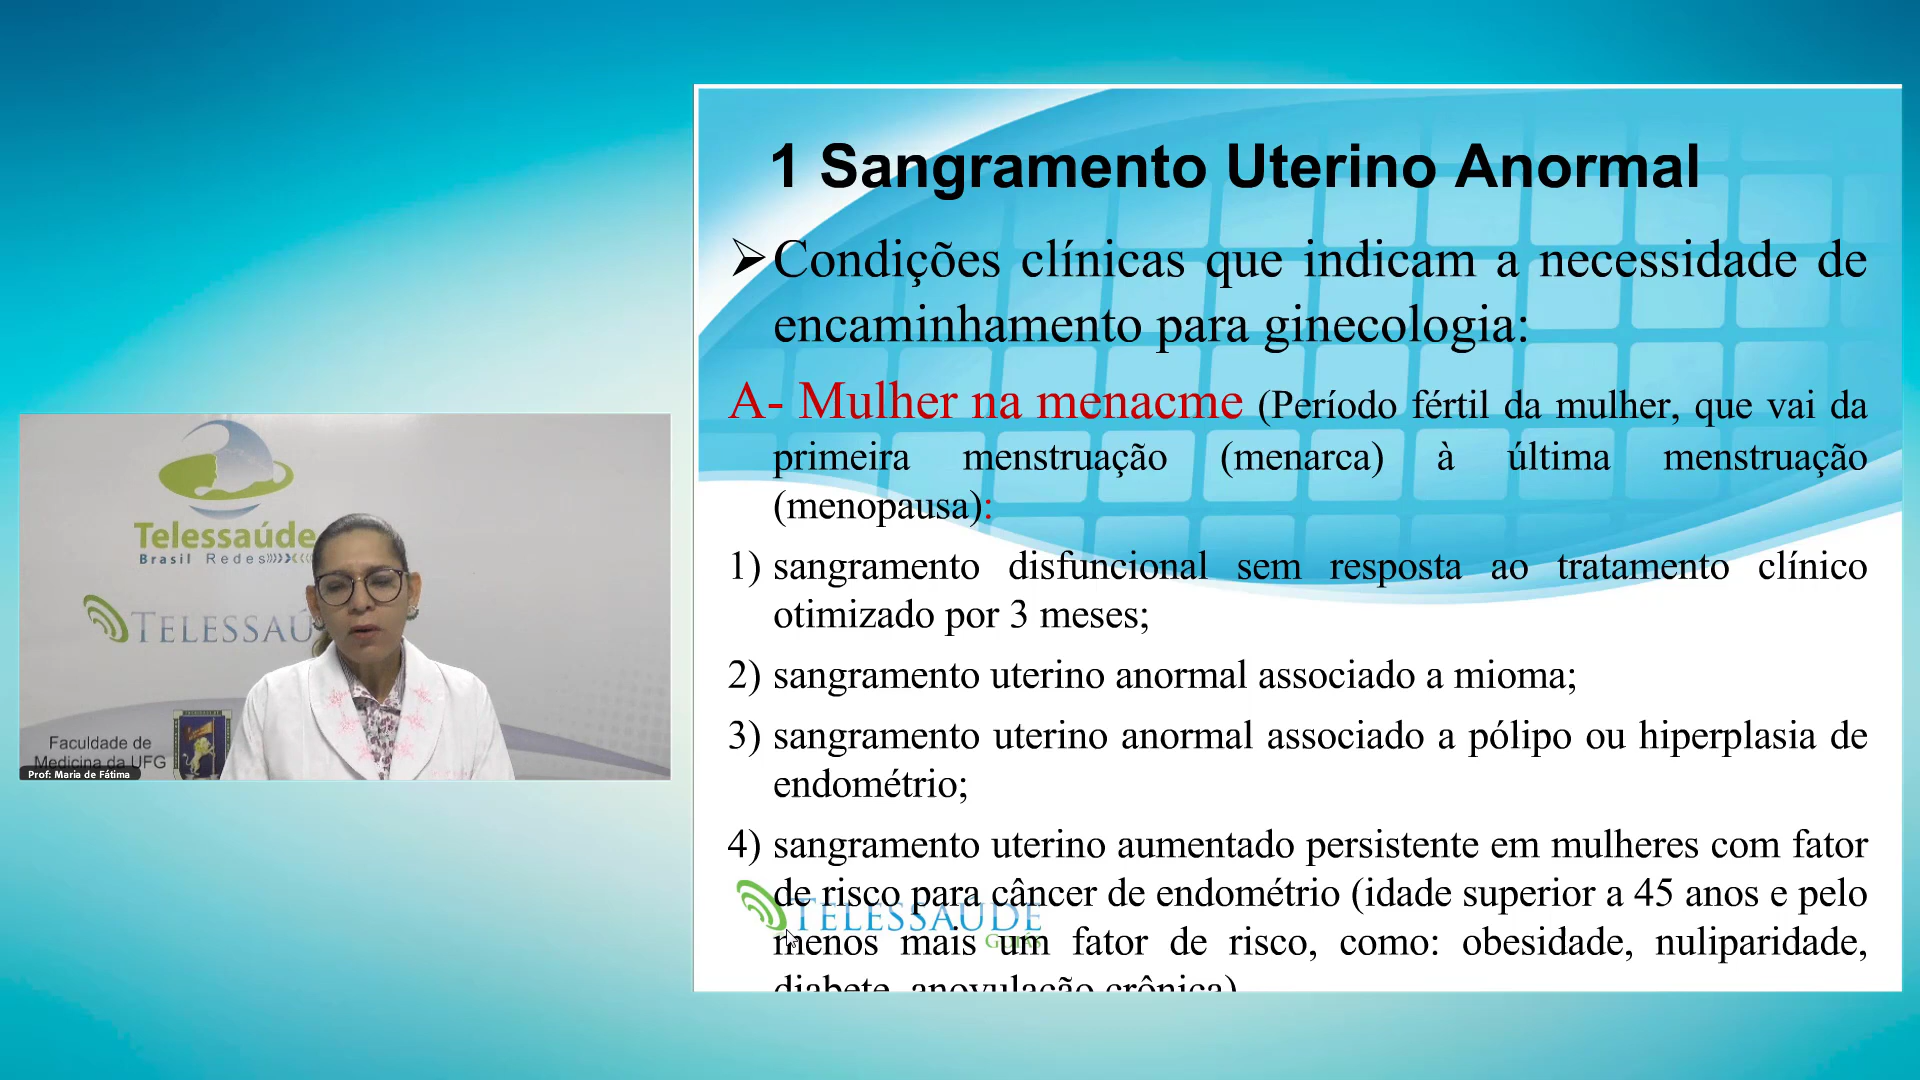 1 Sangramento Uterino Anormal
➢Condições clínicas que indicam a necessidade de
encaminhamento para ginecologia:
A- Mulher na menacme (Período fértil da mulher, que vai da
primeira menstruação (menarca) à última menstruação
(menopausa):
1) sangramento disfuncional sem resposta ao tratamento clínico
otimizado por 3 meses;
2) sangramento uterino anormal associado a mioma;
3) sangramento uterino anormal associado a pólipo ou hiperplasia de
endométrio;
4) sangramento uterino aumentado persistente em mulheres com fator
de risco para câncer de endométrio (idade superior a 45 anos e pelo
menos mais um fator de risco, como: obesidade, nuliparidade,
diabete, anovulação crônica)
TELESSAÚDE
GOIÁS
Telessaúde
Brasil Redes
TELESSAÚ
Faculdade de
Medicina da UFG
Prof: Maria de Fátima